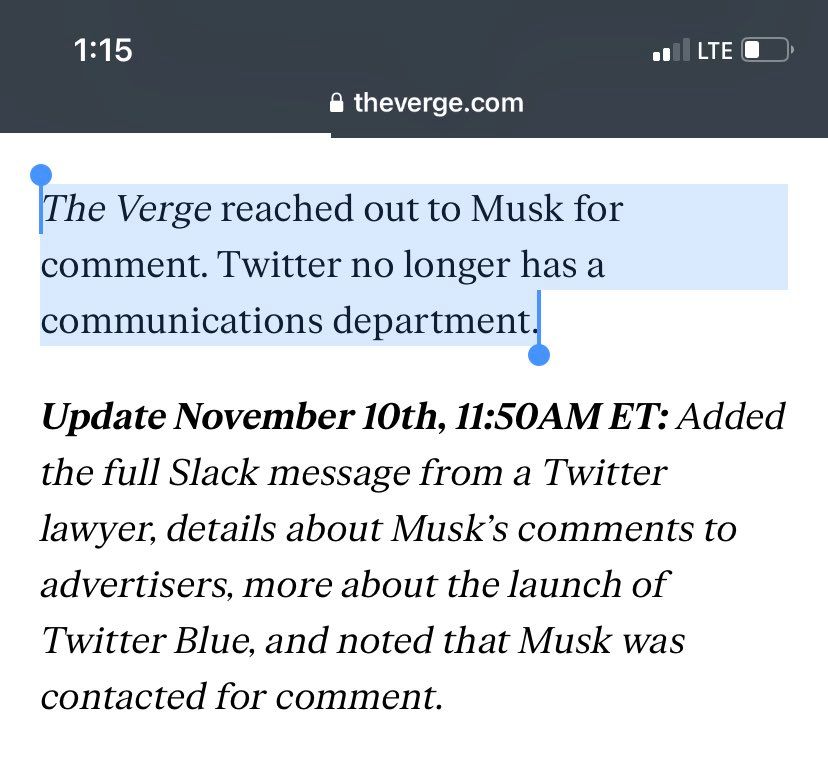 1:15
LTE
theverge.com
The Verge reached out to Musk for
comment. Twitter no longer has a
communications department.
Update November 10th, 11:50AM ET: Added
the full Slack message from a Twitter
lawyer, details about Musk’s comments to
advertisers, more about the launch of
Twitter Blue, and noted that Musk was
contacted for comment.